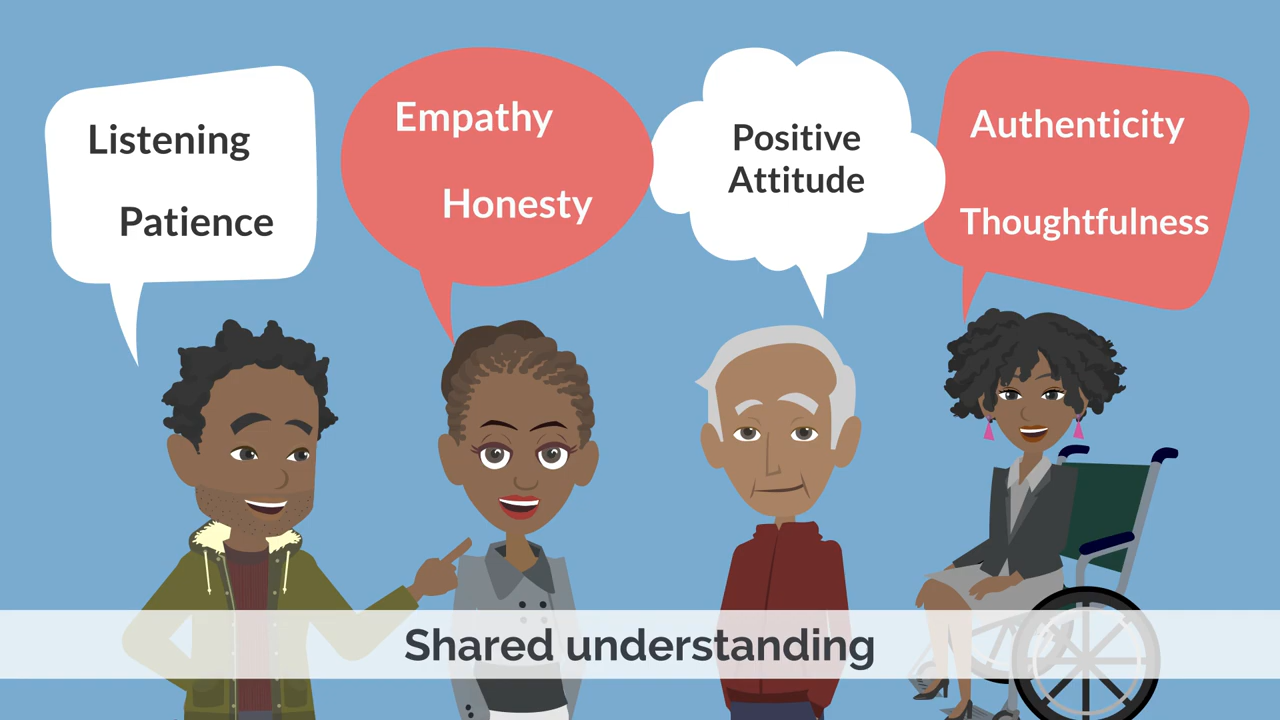 Listening
Patience
Empathy
Honesty
Positive
Attitude
Authenticity
Thoughtfulness
Shared understanding